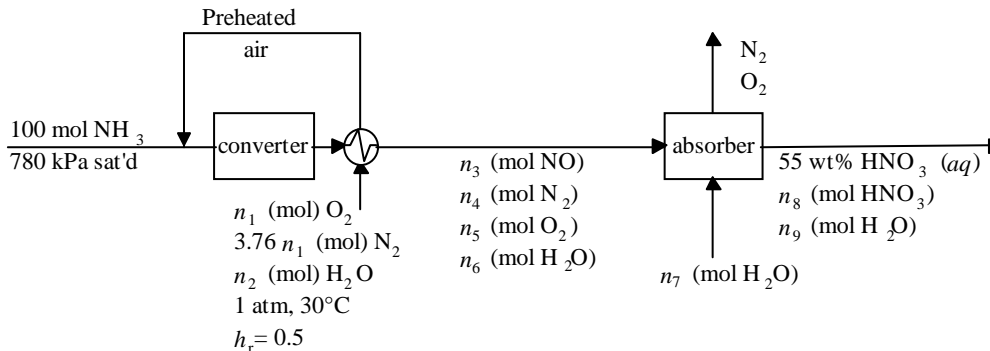 Preheated
air
N2
O2
100 mol NH3
780 kPa sat'd
converter
absorber
n3 (mol NO)
n4 (mol N2)
n5 (mol O2)
n6 (mol H2O)
55 wt% HNO3 (aq)
n8 (mol HNO3)
n9 (mol H2O)
n1 (mol) O2
3.76 n1 (mol) N2
n2 (mol) H2O
1 atm, 30°C
hr= 0.5
n7 (mol H2O)